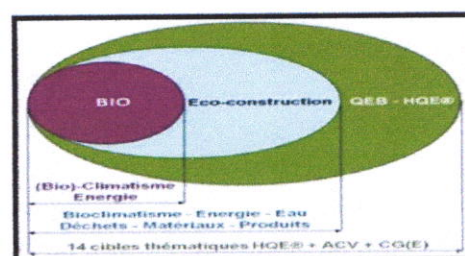 BIO Eco-construction QEB - HQE®
(Bio)-Climatisme
Energie
Bioclimatisme - Energie - Eau
Déchets - Matériaux - Produits
14 cibles thématiques HQE® + ACV + CG(E)